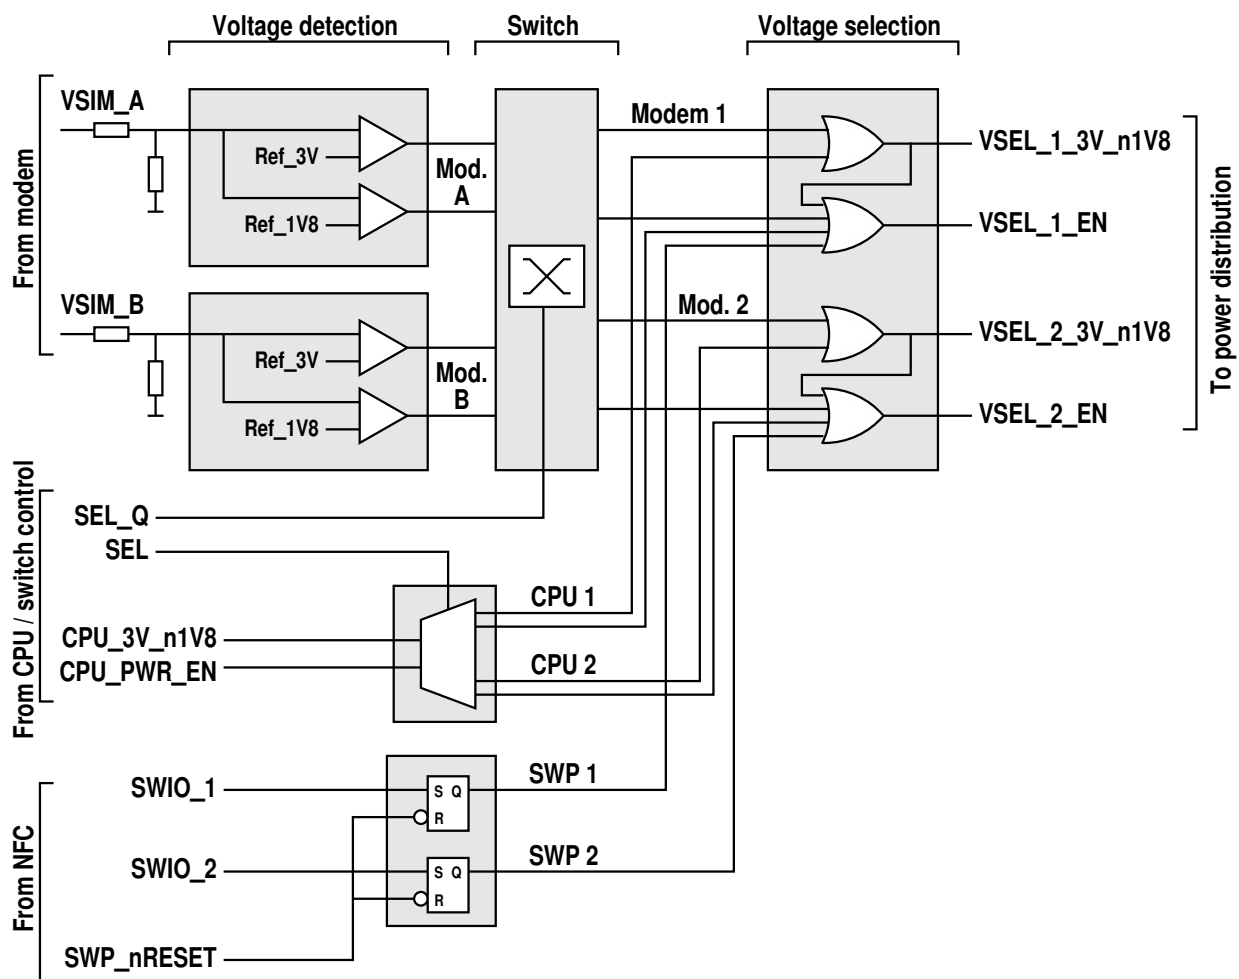 Voltage detection
Switch
Voltage selection
From modem
VSIM_A
Ref_3V
Ref_1V8
Mod.
A
VSIM_B
Ref_3V
Ref_1V8
Mod.
B
Modem 1
Mod. 2
VSEL_1_3V_n1V8
VSEL_1_EN
VSEL_2_3V_n1V8
VSEL_2_EN
To power distribution
From CPU / switch control
SEL_Q
SEL
CPU_3V_n1V8
CPU_PWR_EN
CPU 1
CPU 2
From NFC
SWIO_1
S Q
R
SWP 1
SWIO_2
S Q
R
SWP 2
SWP_nRESET